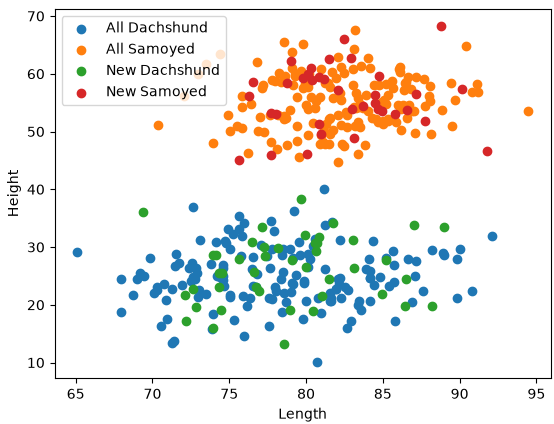 All Dachshund
All Samoyed
New Dachshund
New Samoyed
70
60
50
40
30
20
10
Height
65 70 75 80 85 90 95
Length